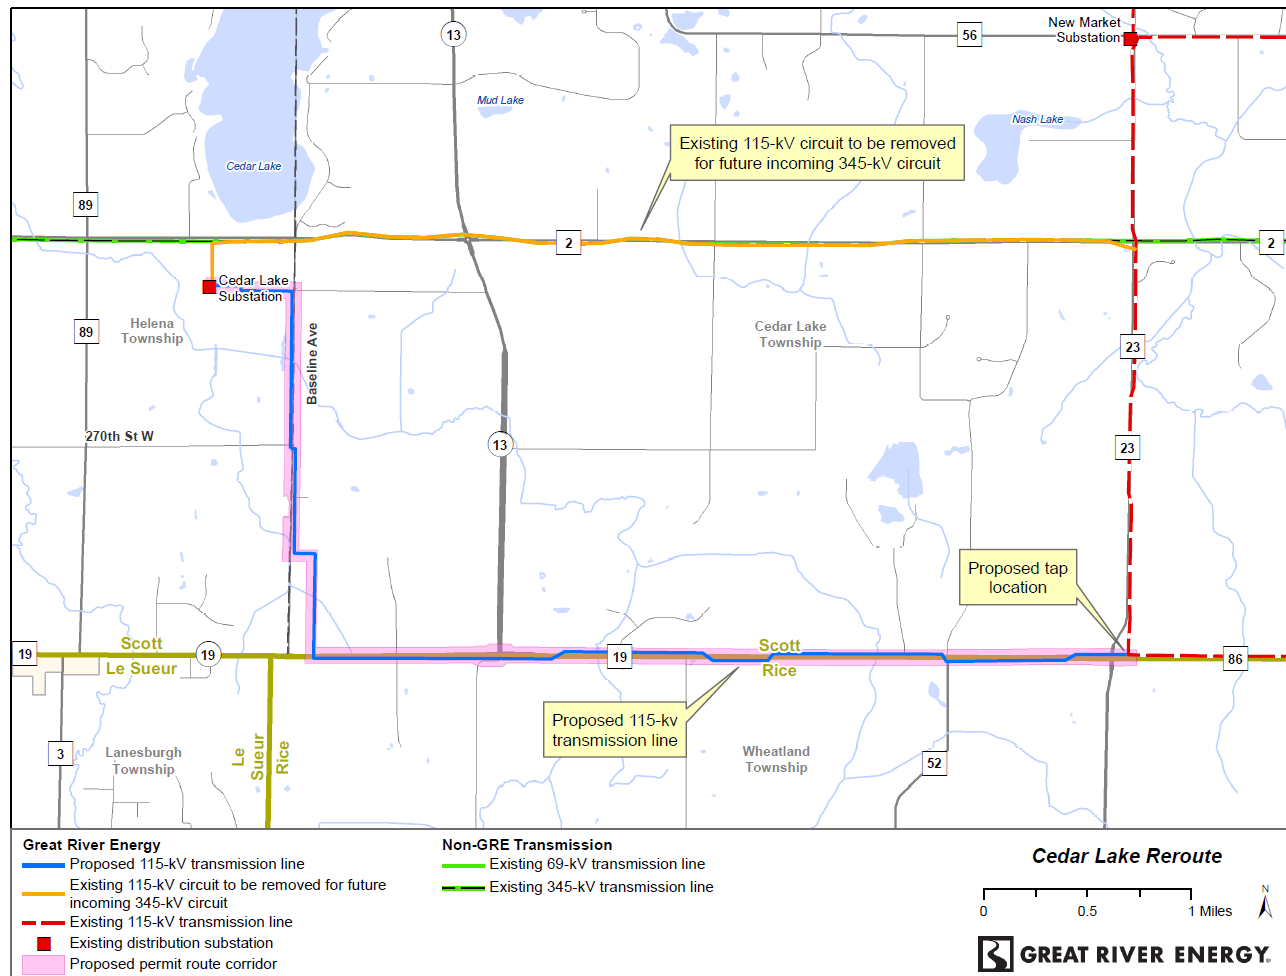 New Market
Substation
13
56
Mud Lake
Nash Lake
Existing 115-kV circuit to be removed
for future incoming 345-kV circuit
Cedar Lake
89
2
2
Cedar Lake
Substation
Helena
Township
89
Baseline Ave
Cedar Lake
Township
23
270th St W
13
23
Proposed tap
location
19
Scott
Le Sueur
19
19
Scott
Rice
86
Proposed 115-kv
transmission line
3
Lanesburgh
Township
Le
Sueur
Rice
Wheatland
Township
52
Great River Energy
Proposed 115-kV transmission line
Existing 115-kV circuit to be removed for future
incoming 345-kV circuit
Existing 115-kV transmission line
Existing distribution substation
Proposed permit route corridor
Non-GRE Transmission
Existing 69-kV transmission line
Existing 345-kV transmission line
Cedar Lake Reroute
0 0.5 1 Miles
N
GREAT RIVER ENERGY